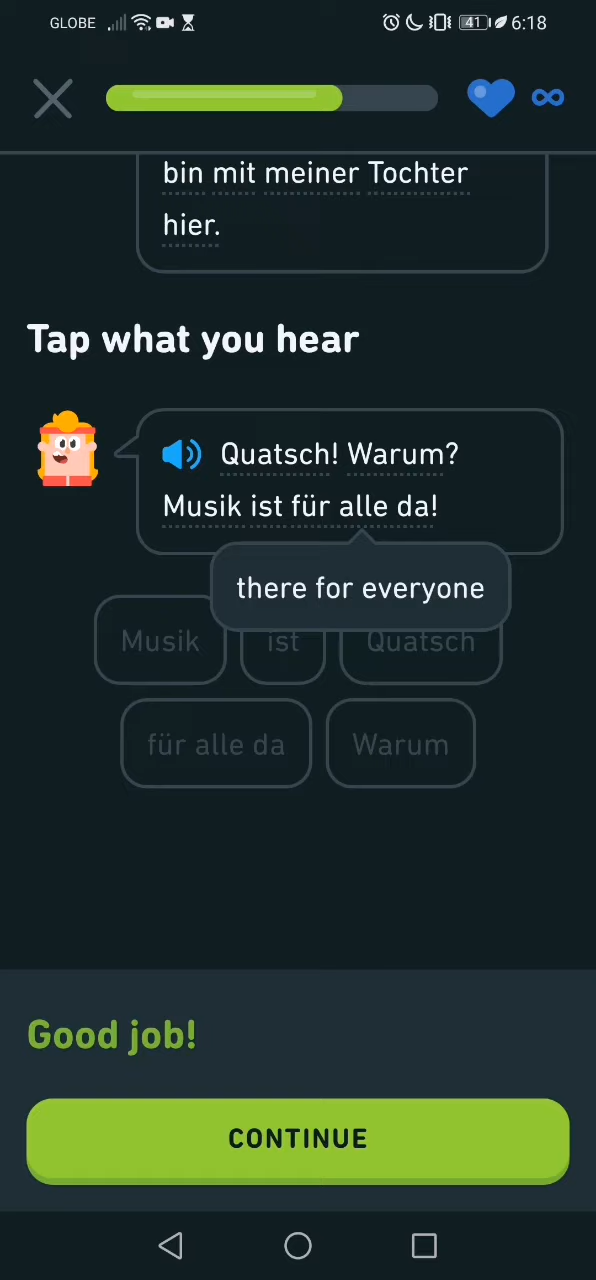 GLOBE 41 6:18
∞
bin mit meiner Tochter
hier.
Tap what you hear
Quatsch! Warum?
Musik ist für alle da!
there for everyone
Musik ist Quatsch
für alle da Warum
Good job!
CONTINUE